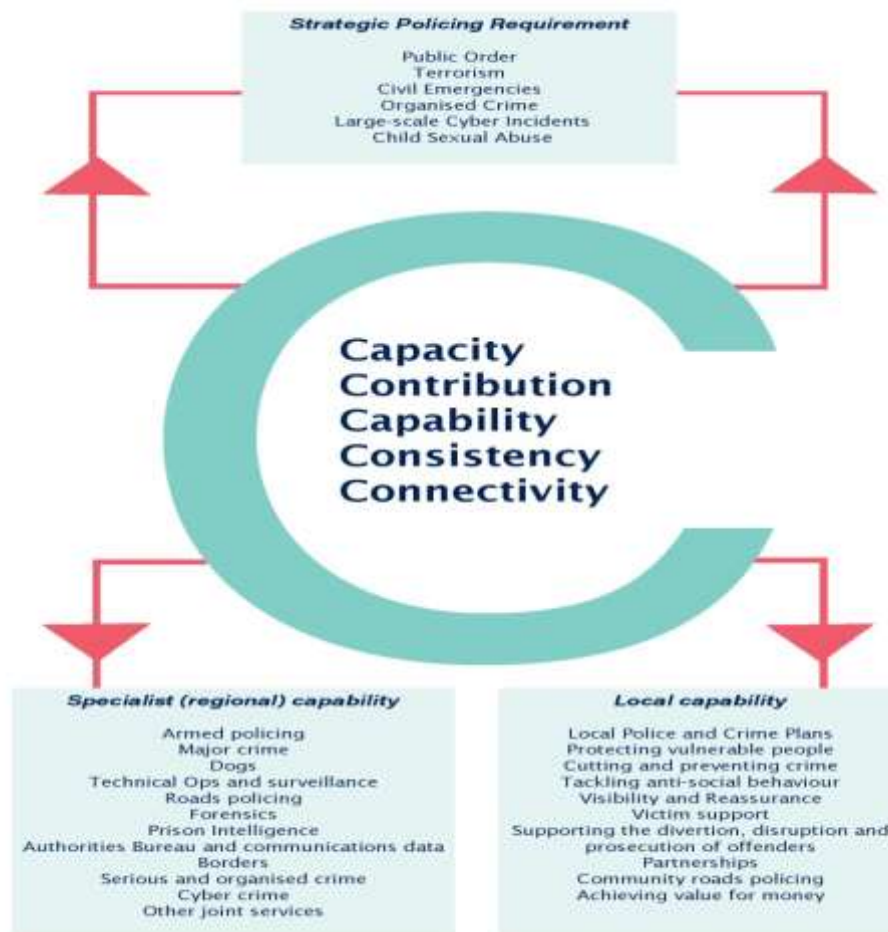 Strategic Policing Requirement
Public Order
Terrorism
Civil Emergencies
Organised Crime
Large-scale Cyber Incidents
Child Sexual Abuse
Capacity
Contribution
Capability
Consistency
Connectivity
Specialist (regional) capability
Armed policing
Major crime
Dogs
Technical Ops and surveillance
Roads policing
Forensics
Prison Intelligence
Authorities Bureau and communications data
Borders
Serious and organised crime
Cyber crime
Other joint services
Local capability
Local Police and Crime Plans
Protecting vulnerable people
Cutting and preventing crime
Tackling anti-social behaviour
Visibility and Reassurance
Victim support
Supporting the divertion, disruption and
prosecution of offenders
Partnerships
Community roads policing
Achieving value for money